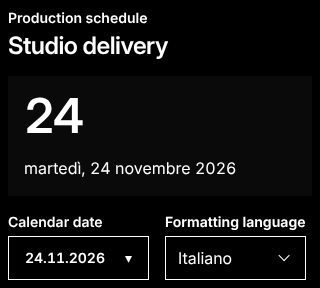 Production schedule
Studio delivery
24
martedì, 24 novembre 2026
Calendar date
Formatting language
24.11.2026
Italiano